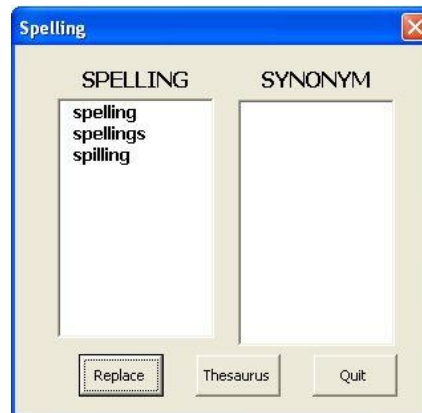 Spelling
SPELLING SYNONYM
spelling
spellings
spilling
Replace Thesaurus Quit